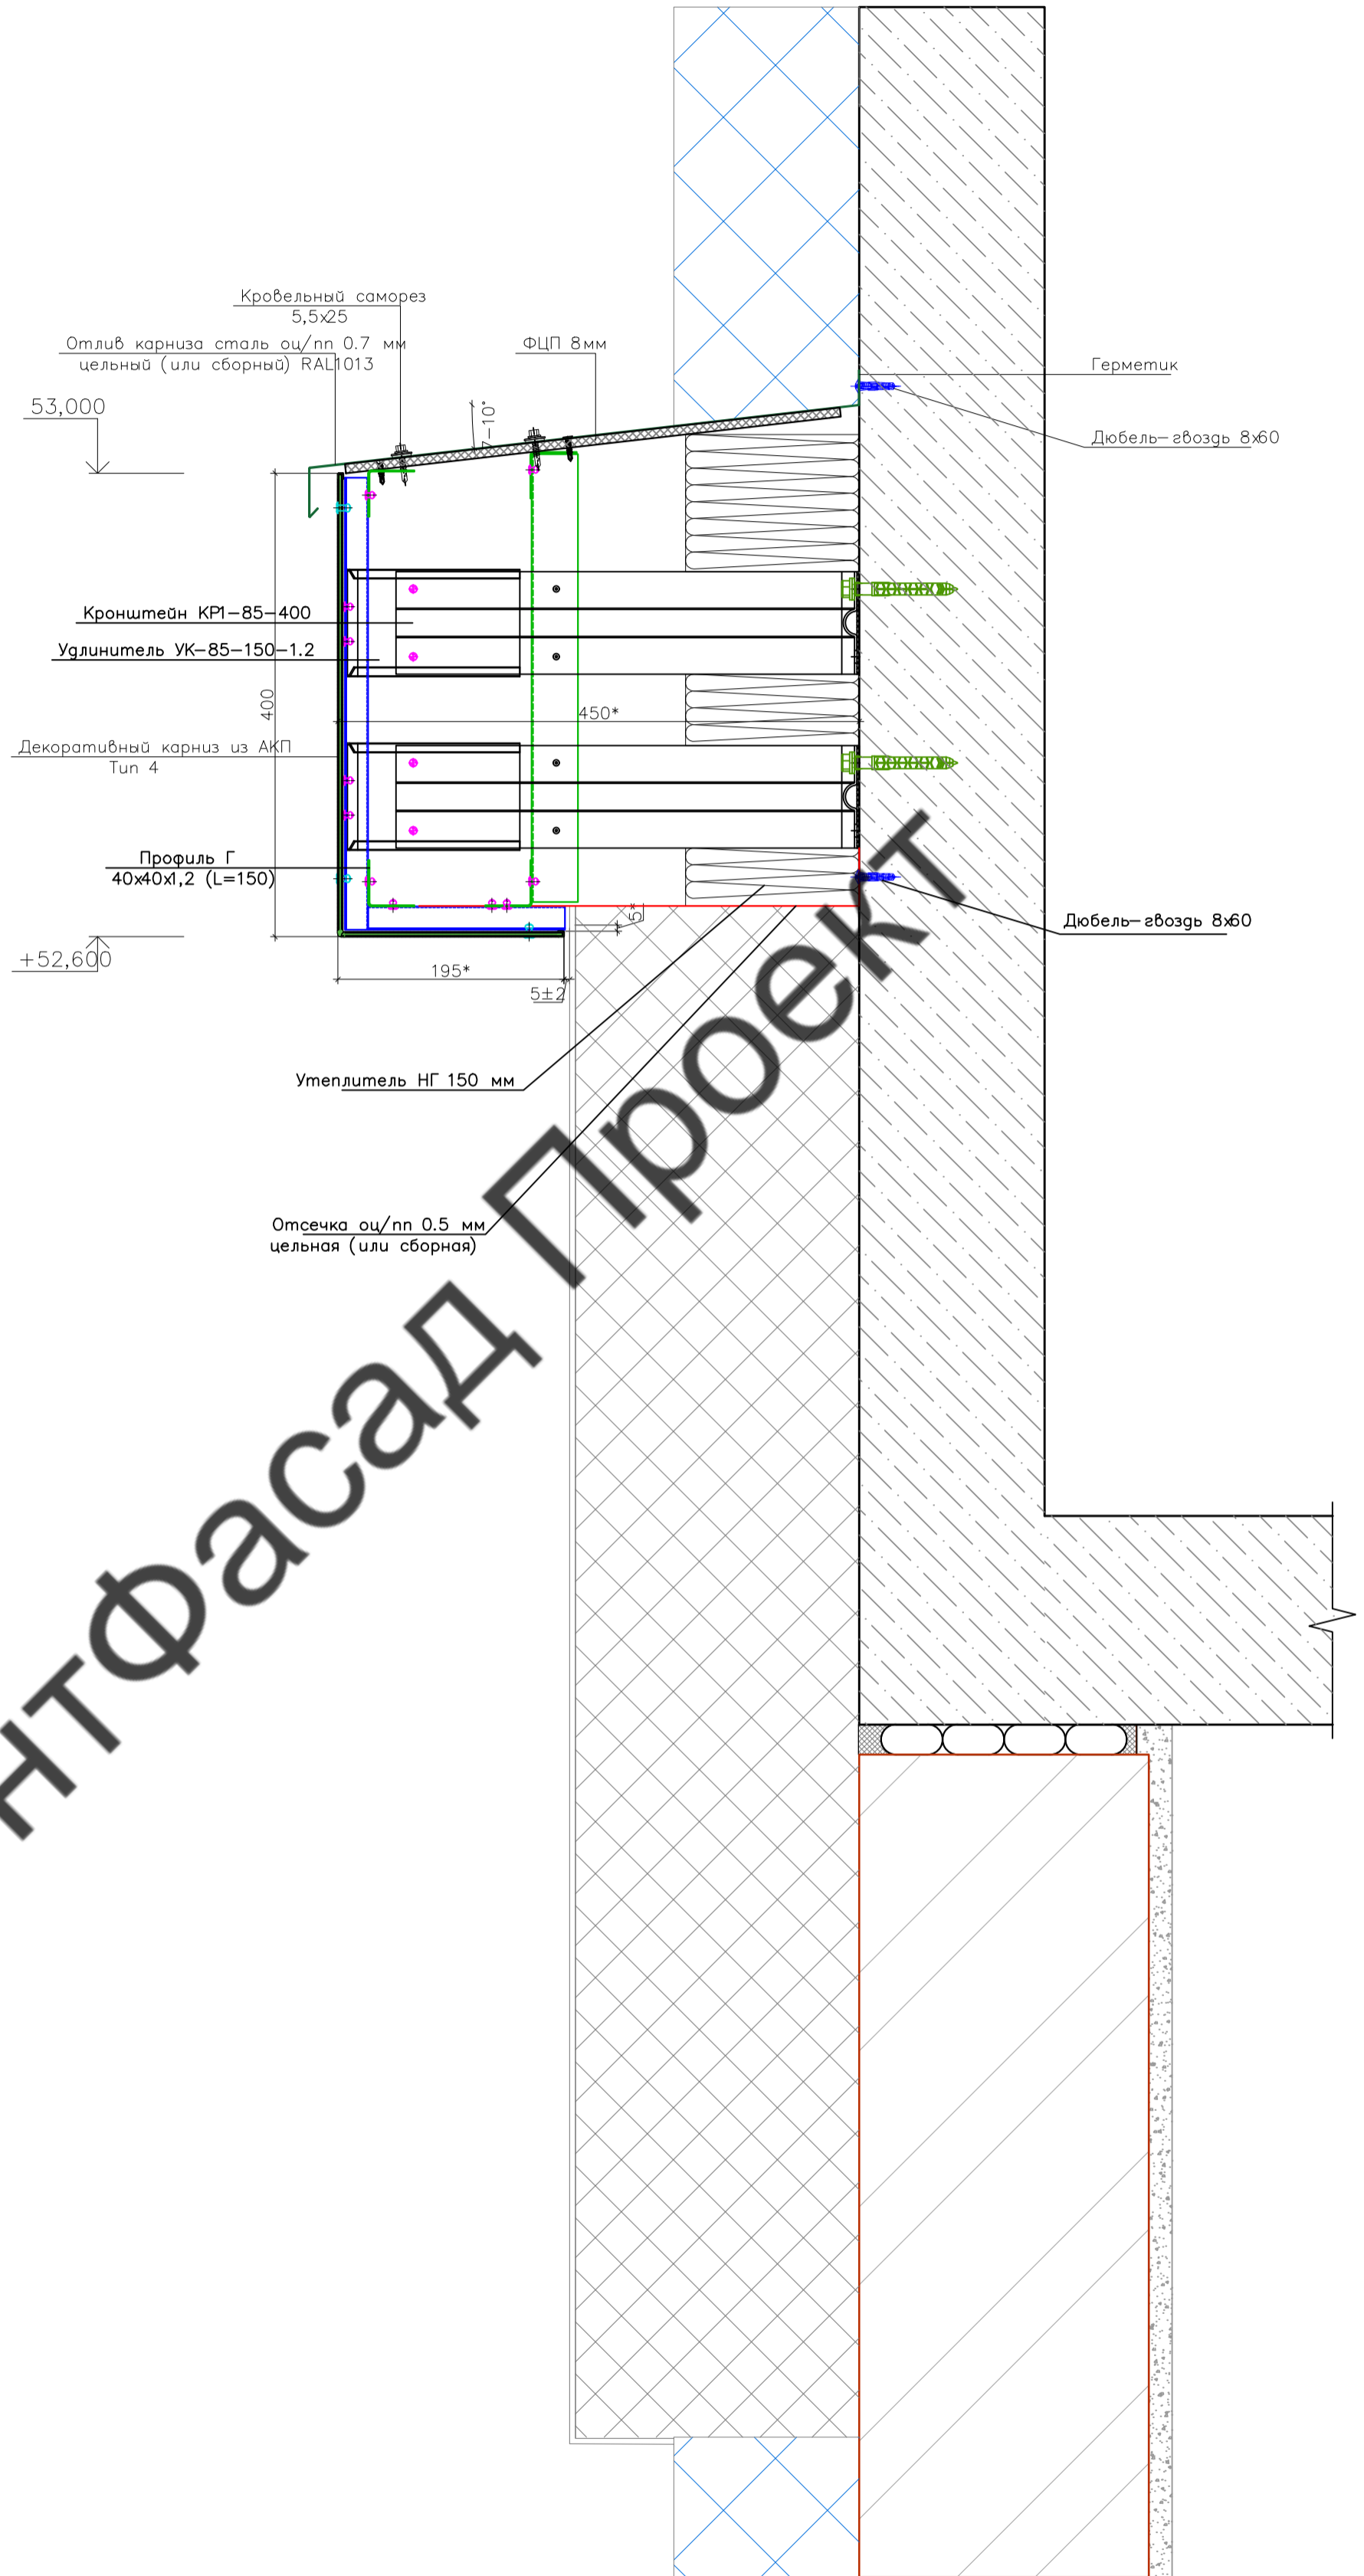 Кровельный саморез
5,5х25
Отлив карниза сталь оц/пп 0.7 мм
цельный (или сборный) RAL1013
ФЦП 8мм
Герметик
53,000
7-10°
Дюбель-гвоздь 8х60
Кронштейн КР1-85-400
Удлинитель УК-85-150-1.2
400
450*
Декоративный карниз из АКП
Тип 4
Профиль Г
40х40х1,2 (L=150)
5*
Дюбель-гвоздь 8х60
+52,600
195*
5±2
Утеплитель НГ 150 мм
Отсечка оц/пп 0.5 мм
цельная (или сборная)
нтФасад Проект